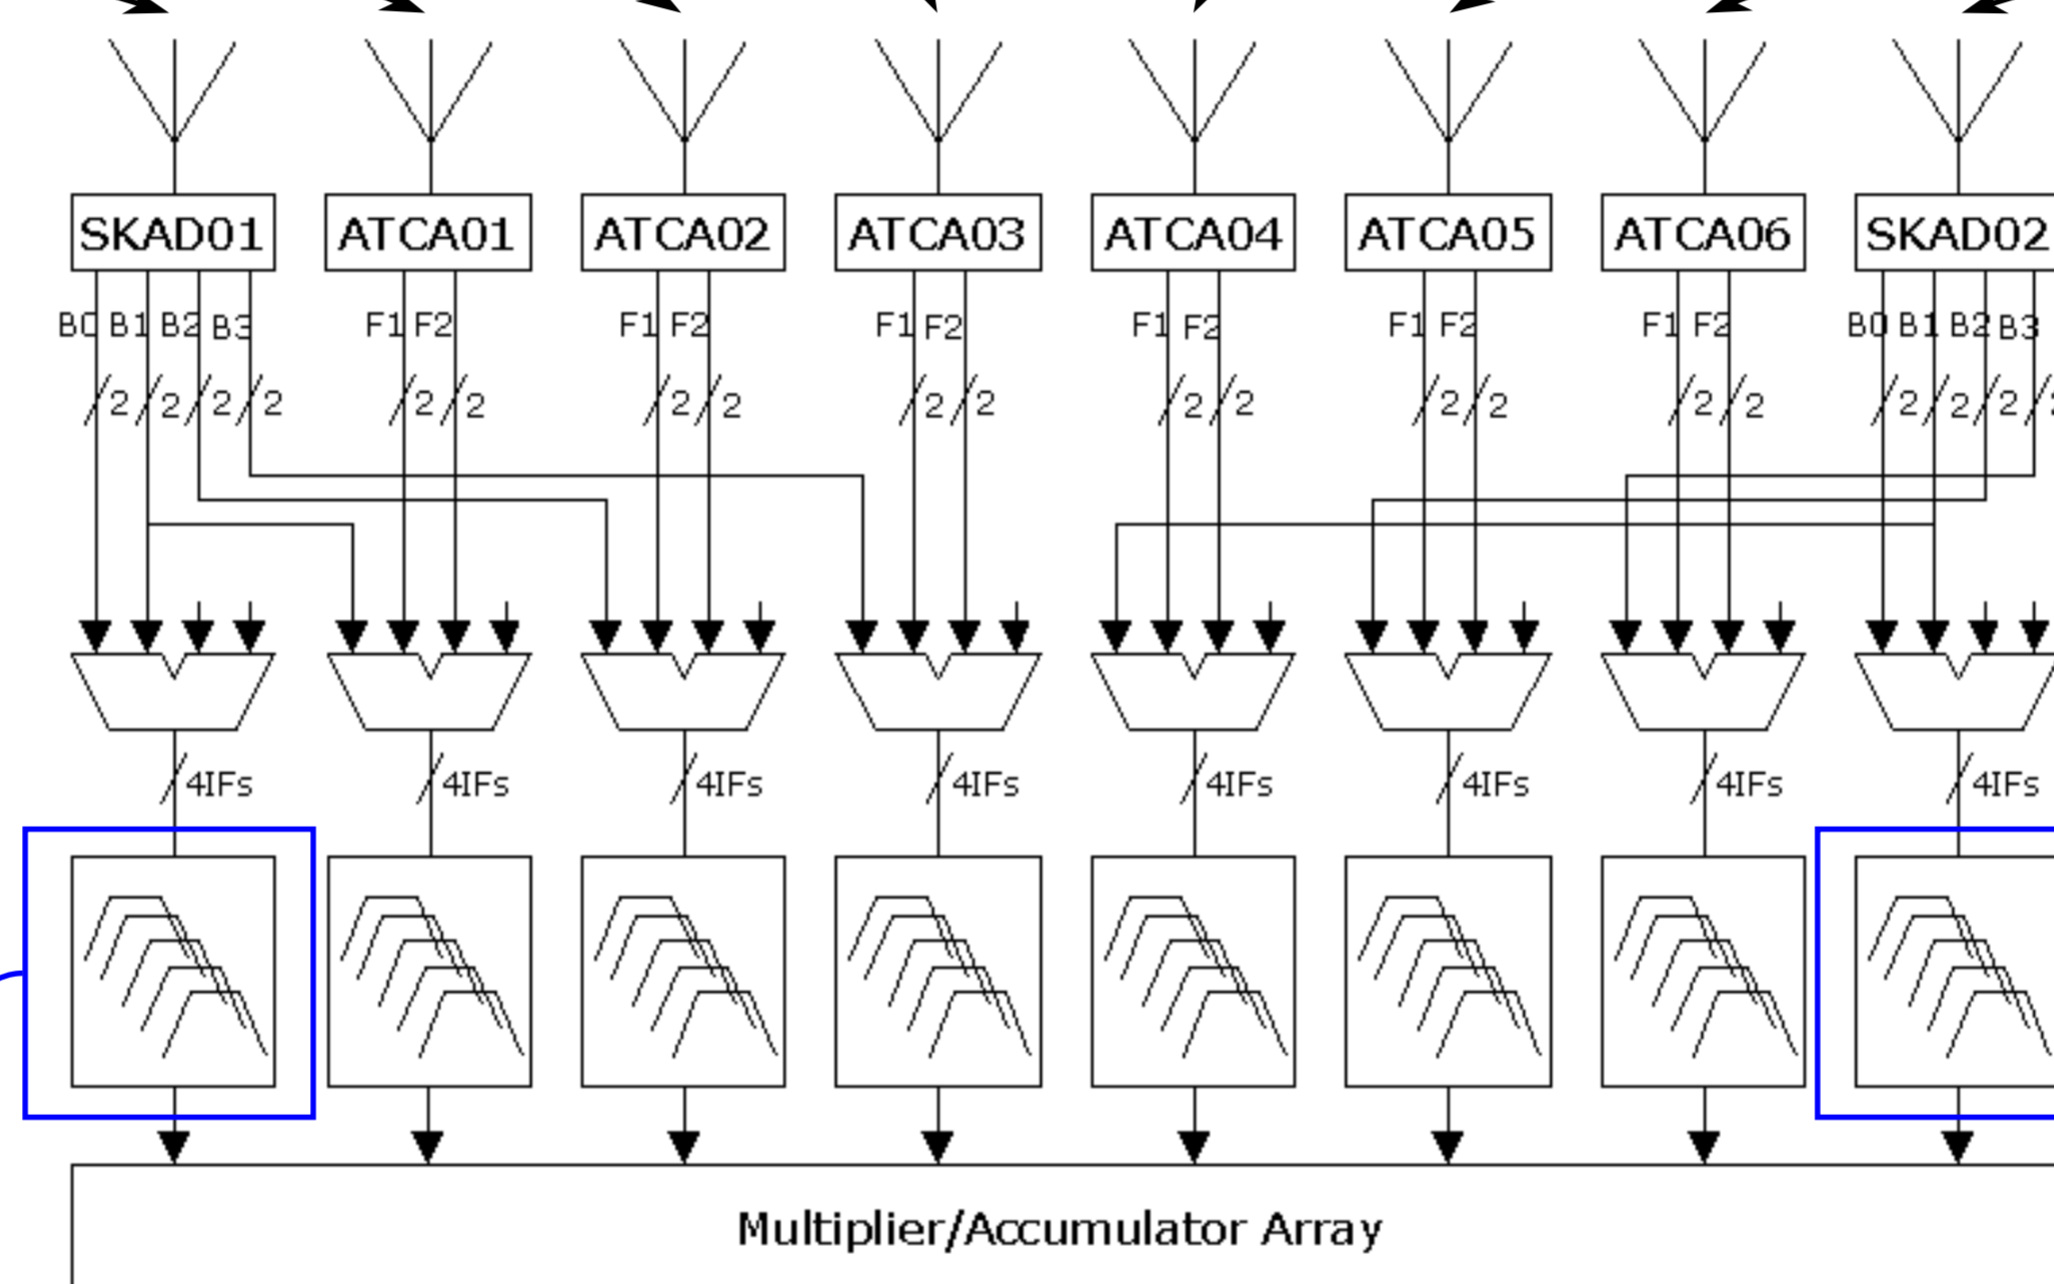 SKAD01 ATCA01 ATCA02 ATCA03 ATCA04 ATCA05 ATCA06 SKAD02
B0 B1 B2 B3 F1 F2 F1 F2 F1 F2 F1 F2 F1 F2 F1 F2 B0 B1 B2 B3
2 2 2 2 2 2 2 2 2 2 2 2 2 2 2 2 2 2 2
4IFs 4IFs 4IFs 4IFs 4IFs 4IFs 4IFs 4IFs
Multiplier/Accumulator Array